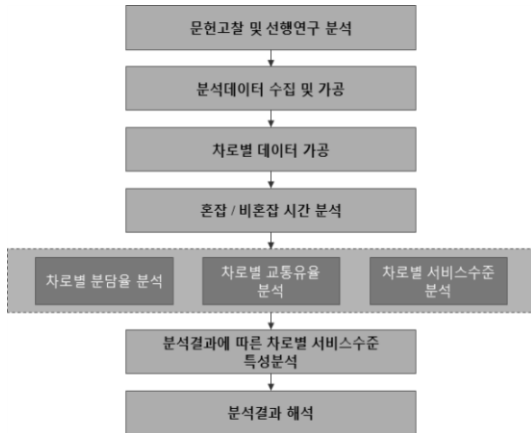 문헌고찰 및 선행연구 분석
분석데이터 수집 및 가공
차로별 데이터 가공
혼잡 / 비혼잡 시간 분석
차로별 분담율 분석
차로별 교통유율
분석
차로별 서비스수준
분석
분석결과에 따른 차로별 서비스수준
특성분석
분석결과 해석